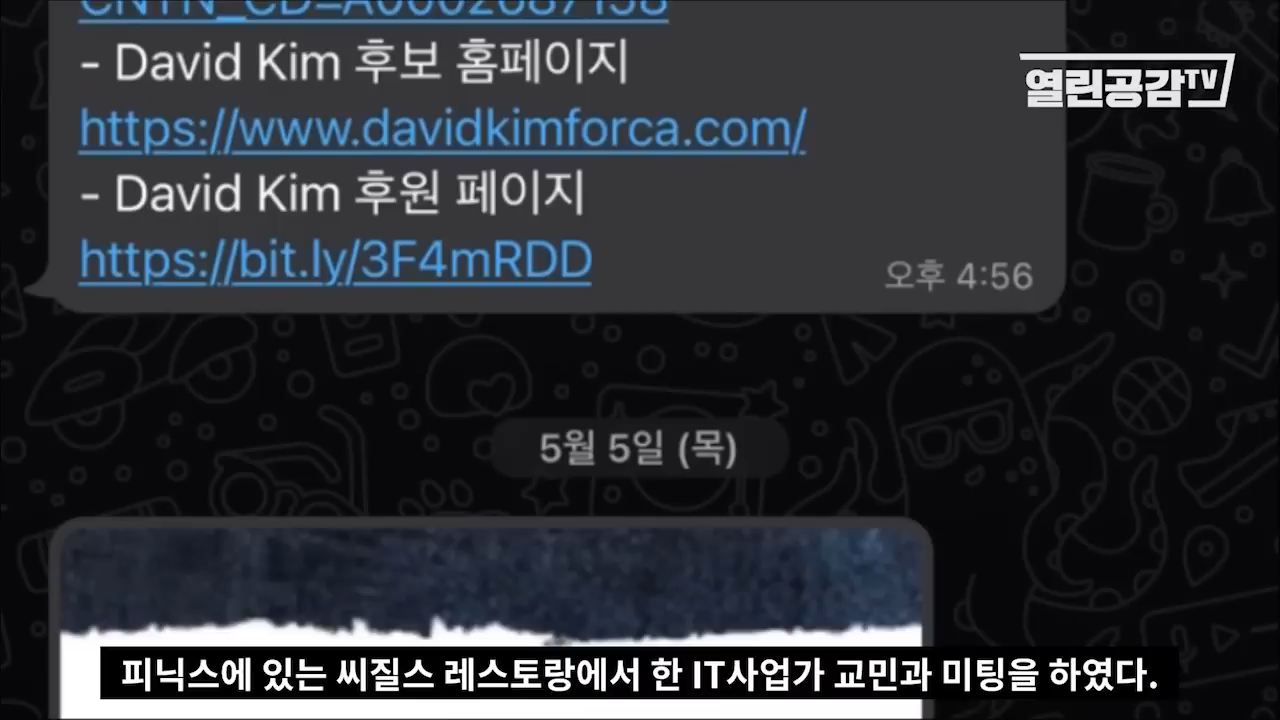 CNTN_CD=A0002687138
- David Kim 후보 홈페이지
https://www.davidkimforca.com/
- David Kim 후원 페이지
https://bit.ly/3F4mRDD
오후 4:56
열린공감TV
5월 5일 (목)
피닉스에 있는 씨질스 레스토랑에서 한 IT사업가 교민과 미팅을 하였다.